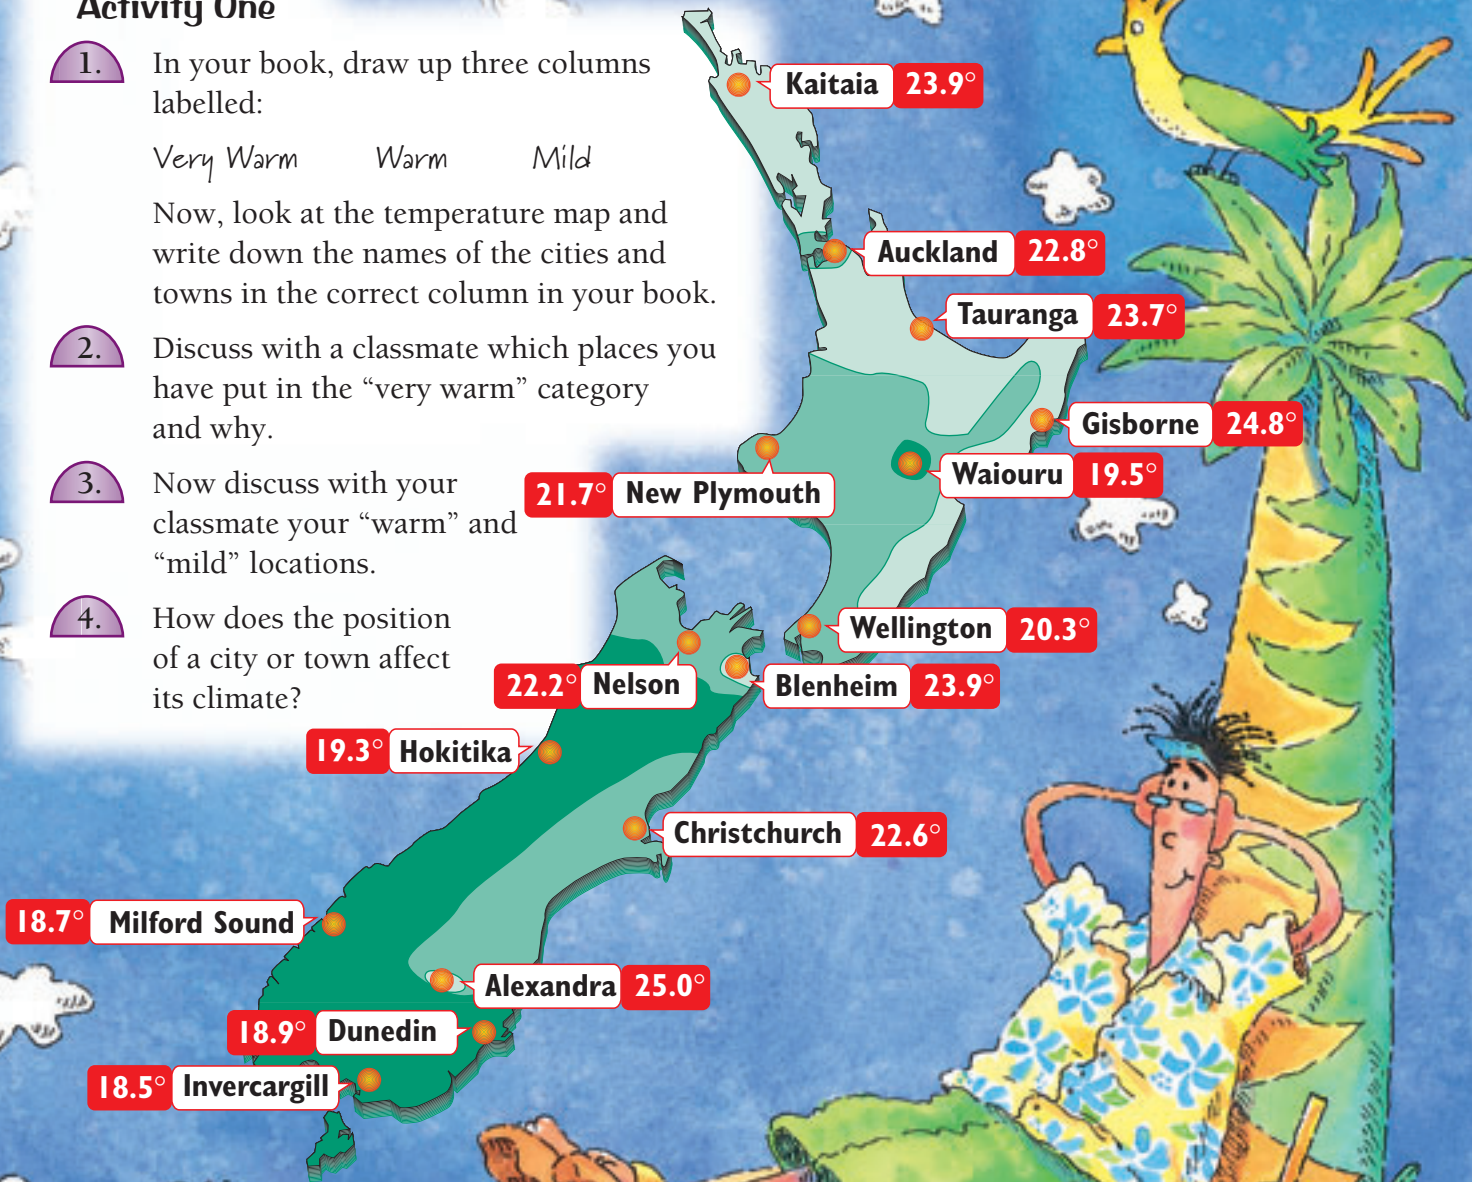 Activity One
1. In your book, draw up three columns
labelled:
Very Warm Warm Mild
Now, look at the temperature map and
write down the names of the cities and
towns in the correct column in your book.
2. Discuss with a classmate which places you
have put in the “very warm” category
and why.
3. Now discuss with your
classmate your “warm” and
“mild” locations.
4. How does the position
of a city or town affect
its climate?
Kaitaia 23.9°
Auckland 22.8°
Tauranga 23.7°
Gisborne 24.8°
Waiouru 19.5°
21.7° New Plymouth
Wellington 20.3°
22.2° Nelson
Blenheim 23.9°
19.3° Hokitika
Christchurch 22.6°
18.7° Milford Sound
Alexandra 25.0°
18.9° Dunedin
18.5° Invercargill